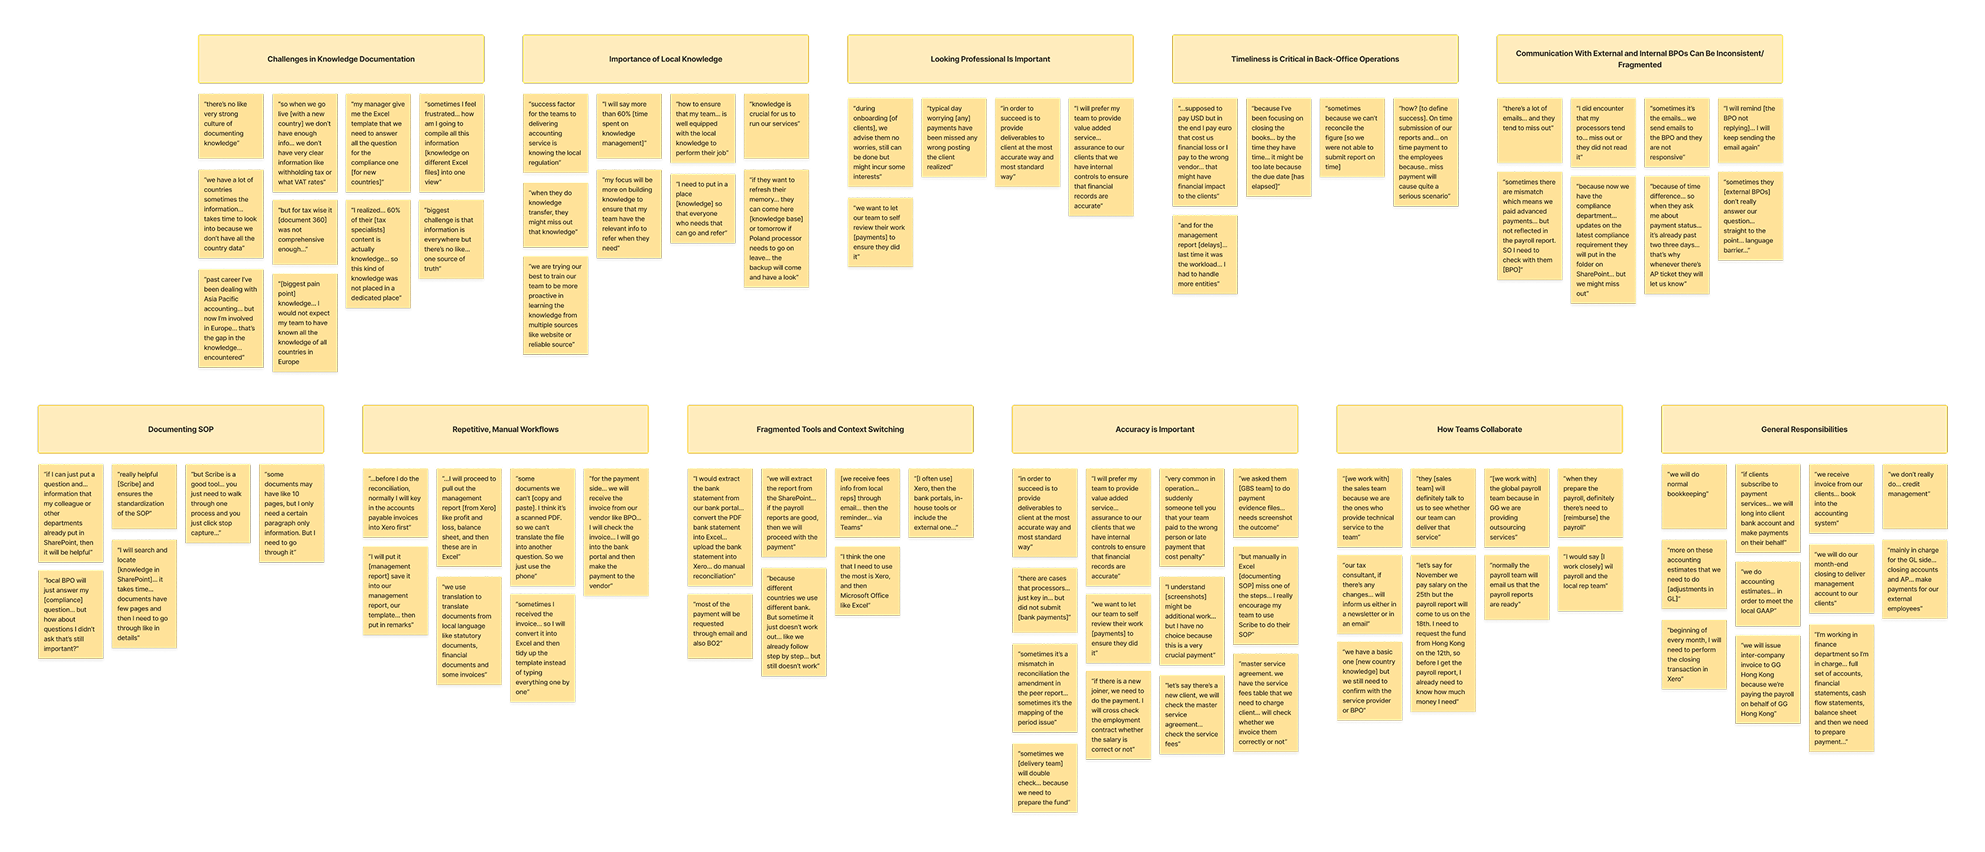 Challenges in Knowledge Documentation
"there's no like
very strong
culture of
documenting
knowledge"
"we have a lot of
countries
sometimes the
information...
takes time to look
into because we
don't have all the
country data"
"past career I've
been dealing with
Asia Pacific
accounting... but
now I'm involved
in Europe... that's
the gap in the
knowledge...
encountered"
"so when we go
live [with a new
country] we don't
have enough
info... we don't
have very clear
information like
withholding tax or
what VAT rates"
"but for tax wise it
[document 360]
was not
comprehensive
enough..."
"[biggest pain
point]
knowledge... I
would not expect
my team to have
known all the
knowledge of all
countries in
Europe
"my manager give
me the Excel
template that we
need to answer
all the question
for the
compliance one
[for new
countries]"
"I realized... 60%
of their [tax
specialists]
content is
actually
knowledge... so
this kind of
knowledge was
not placed in a
dedicated place"
"sometimes I feel
frustrated... how
am I going to
compile all this
information
[knowledge on
different Excel
files] into one
view"
"biggest
challenge is that
information is
everywhere but
there's no like...
one source of
truth"
Importance of Local Knowledge
"success factor
for the teams to
delivering
accounting
service is
knowing the local
regulation"
"when they do
knowledge
transfer, they
might miss out
that knowledge"
"we are trying our
best to train our
team to be more
proactive in
learning the
knowledge from
multiple sources
like website or
reliable source"
"I will say more
than 60% [time
spent on
knowledge
management]"
"my focus will be
more on building
knowledge to
ensure that my
team have the
relevant info to
refer when they
need"
"how to ensure
that my team... is
well equipped
with the local
knowledge to
perform their job"
"I need to put in a
place
[knowledge] so
that everyone
who needs that
can go and refer"
"knowledge is
crucial for us to
run our services"
"if they want to
refresh their
memory... they
can come here
[knowledge base]
or tomorrow if
Poland processor
needs to go on
leave... the
backup will come
and have a look"
Looking Professional Is Important
"during
onboarding [of
clients], we
advise them no
worries, still can
be done but
might incur some
interests"
"we want to let
our team to self
review their work
[payments] to
ensure they did
it"
"typical day
worrying [any]
payments have
been missed any
wrong posting
the client
realized"
"in order to
succeed is to
provide
deliverables to
client at the most
accurate way and
most standard
way"
"I will prefer my
team to provide
value added
service...
assurance to our
clients that we
have internal
controls to ensure
that financial
records are
accurate"
Timeliness is Critical in Back-Office Operations
"...supposed to
pay USD but in
the end I pay euro
that cost us
financial loss or I
pay to the wrong
vendor... that
might have
financial impact
to the clients"
"and for the
management
report [delays]...
last time it was
the workload... I
had to handle
more entities"
"because I've
been focusing on
closing the
books... by the
time they have
time... it might be
too late because
the due date [has
elapsed]"
"sometimes
because we can't
reconcile the
figure [so we
were not able to
submit report on
time]
"how? [to define
success]. On time
submission of our
reports and... on
time payment to
the employees
because.. miss
payment will
cause quite a
serious scenario"
Communication With External and Internal BPOs Can Be Inconsistent/
Fragmented
"there's a lot of
emails... and they
tend to miss out"
"sometimes there
are mismatch
which means we
paid advanced
payments... but
not reflected in
the payroll report.
SO I need to
check with them
[BPO]"
"I did encounter
that my
processors tend
to... miss out or
they did not read
it"
"because now we
have the
compliance
department...
updates on the
latest compliance
requirement they
will put in the
folder on
SharePoint... but
we might miss
out"
"sometimes it's
the emails... we
send emails to
the BPO and they
are not
responsive"
"because of time
difference... so
when they ask
me about
payment status...
it's already past
two three days...
that's why
whenever there's
AP ticket they will
let us know"
"I will remind [the
BPO not
replying]... I will
keep sending the
email again"
"sometimes they
[external BPOs]
don't really
answer our
question...
straight to the
point... language
barrier..."
Documenting SOP
"if I can just put a
question and...
information that
my colleague or
other
departments
already put in
SharePoint, then
it will be helpful"
"local BPO will
just answer my
[compliance]
question... but
how about
questions I didn't
ask that's still
important?"
"really helpful
[Scribe] and
ensures the
standardization
of the SOP"
"I will search and
locate
[knowledge in
SharePoint]... it
takes time...
documents have
few pages and
then I need to go
through like in
details"
"but Scribe is a
good tool... you
just need to walk
through one
process and you
just click stop
capture..."
"some
documents may
have like 10
pages, but I only
need a certain
paragraph only
information. But I
need to go
through it"
Repetitive, Manual Workflows
"...before I do the
reconciliation,
normally I will key
in the accounts
payable invoices
into Xero first"
"I will put it
[management
report] save it
into our
management
report, our
template... then
put in remarks"
"...I will proceed to
pull out the
management
report [from Xero]
like profit and
loss, balance
sheet, and then
these are in
Excel"
"we use
translation to
translate
documents from
local language
like statutory
documents,
financial
documents and
some invoices"
"some
documents we
can't [copy and
paste]. I think it's
a scanned PDF.
so we can't
translate the file
into another
question. So we
just use the
phone"
"sometimes I
received the
invoice... so I will
convert it into
Excel and then
tidy up the
template instead
of typing
everything one by
one"
"for the payment
side... we will
receive the
invoice from our
vendor like BPO...
I will check the
invoice... I will go
into the bank
portal and then
make the
payment to the
vendor"
Fragmented Tools and Context Switching
"I would extract
the bank
statement from
our bank portal...
convert the PDF
bank statement
into Excel...
upload the bank
statement into
Xero... do manual
reconciliation"
"most of the
payment will be
requested
through email and
also BO2"
"we will extract
the report from
the SharePoint...
if the payroll
reports are good,
then we will
proceed with the
payment"
"because
different
countries we use
different bank.
But sometime it
just doesn't work
out... like we
already follow
step by step... but
still doesn't work"
[we receive fees
info from local
reps] through
email... then the
reminder... via
Teams"
"I think the one
that I need to use
the most is Xero,
and then
Microsoft Office
like Excel"
"[I often use]
Xero, then the
bank portals, in-
house tools or
include the
external one..."
Accuracy is Important
"in order to
succeed is to
provide
deliverables to
client at the most
accurate way and
most standard
way"
"there are cases
that processors...
just key in... but
did not submit
[bank payments]"
"sometimes it's a
mismatch in
reconciliation the
amendment in
the peer report...
sometimes it's the
mapping of the
period issue"
"sometimes we
[delivery team]
will double
check... because
we need to
prepare the fund"
"I will prefer my
team to provide
value added
service...
assurance to our
clients that we
have internal
controls to ensure
that financial
records are
accurate"
"we want to let
our team to self
review their work
[payments] to
ensure they did
it"
"if there is a new
joiner, we need to
do the payment. I
will cross check
the employment
contract whether
the salary is
correct or not"
"very common in
operation...
suddenly
someone tell you
that your team
paid to the wrong
person or late
payment that
cost penalty"
"I understand
[screenshots]
might be
additional work...
but I have no
choice because
this is a very
crucial payment"
"let's say there's a
new client, we will
check the master
service
agreement...
check the service
fees"
"we asked them
[GBS team] to do
payment
evidence files...
needs screenshot
the outcome"
"but manually in
Excel
[documenting
SOP] miss one of
the steps... I really
encourage my
team to use
Scribe to do their
SOP"
"master service
agreement. we
have the service
fees table that we
need to charge
client... will check
whether we
invoice them
correctly or not"
How Teams Collaborate
"[we work with]
the sales team
because we are
the ones who
provide technical
service to the
team"
"our tax
consultant, if
there's any
changes... will
inform us either in
a newsletter or in
an email"
"we have a basic
one [new country
knowledge] but
we still need to
confirm with the
service provider
or BPO"
"they [sales
team] will
definitely talk to
us to see whether
our team can
deliver that
service"
"let's say for
November we
pay salary on the
25th but the
payroll report will
come to us on the
18th. I need to
request the fund
from Hong Kong
on the 12th, so
before I get the
payroll report, I
already need to
know how much
money I need"
"[we work with]
the global payroll
team because in
GG we are
providing
outsourcing
services"
"normally the
payroll team will
email us that the
payroll reports
are ready"
"when they
prepare the
payroll, definitely
there's need to
[reimburse] the
payroll"
"I would say [I
work closely] wil
payroll and the
local rep team"
General Responsibilities
"we will do
normal
bookkeeping"
"more on these
accounting
estimates that we
need to do
[adjustments in
GL]"
"beginning of
every month, I will
need to perform
the closing
transaction in
Xero"
"if clients
subscribe to
payment
services... we will
long into client
bank account and
make payments
on their behalf"
"we do
accounting
estimates... in
order to meet the
local GAAP"
"we will issue
inter-company
invoice to GG
Hong Kong
because we're
paying the payroll
on behalf of GG
Hong Kong"
"we receive
invoice from our
clients... book
into the
accounting
system"
"we will do our
month-end
closing to deliver
management
account to our
clients"
"I'm working in
finance
department so I'm
in charge... full
set of accounts,
financial
statements, cash
flow statements,
balance sheet
and then we need
to prepare
payment..."
"we don't really
do... credit
management"
"mainly in charge
for the GL side...
closing accounts
and AP... make
payments for our
external
employees"